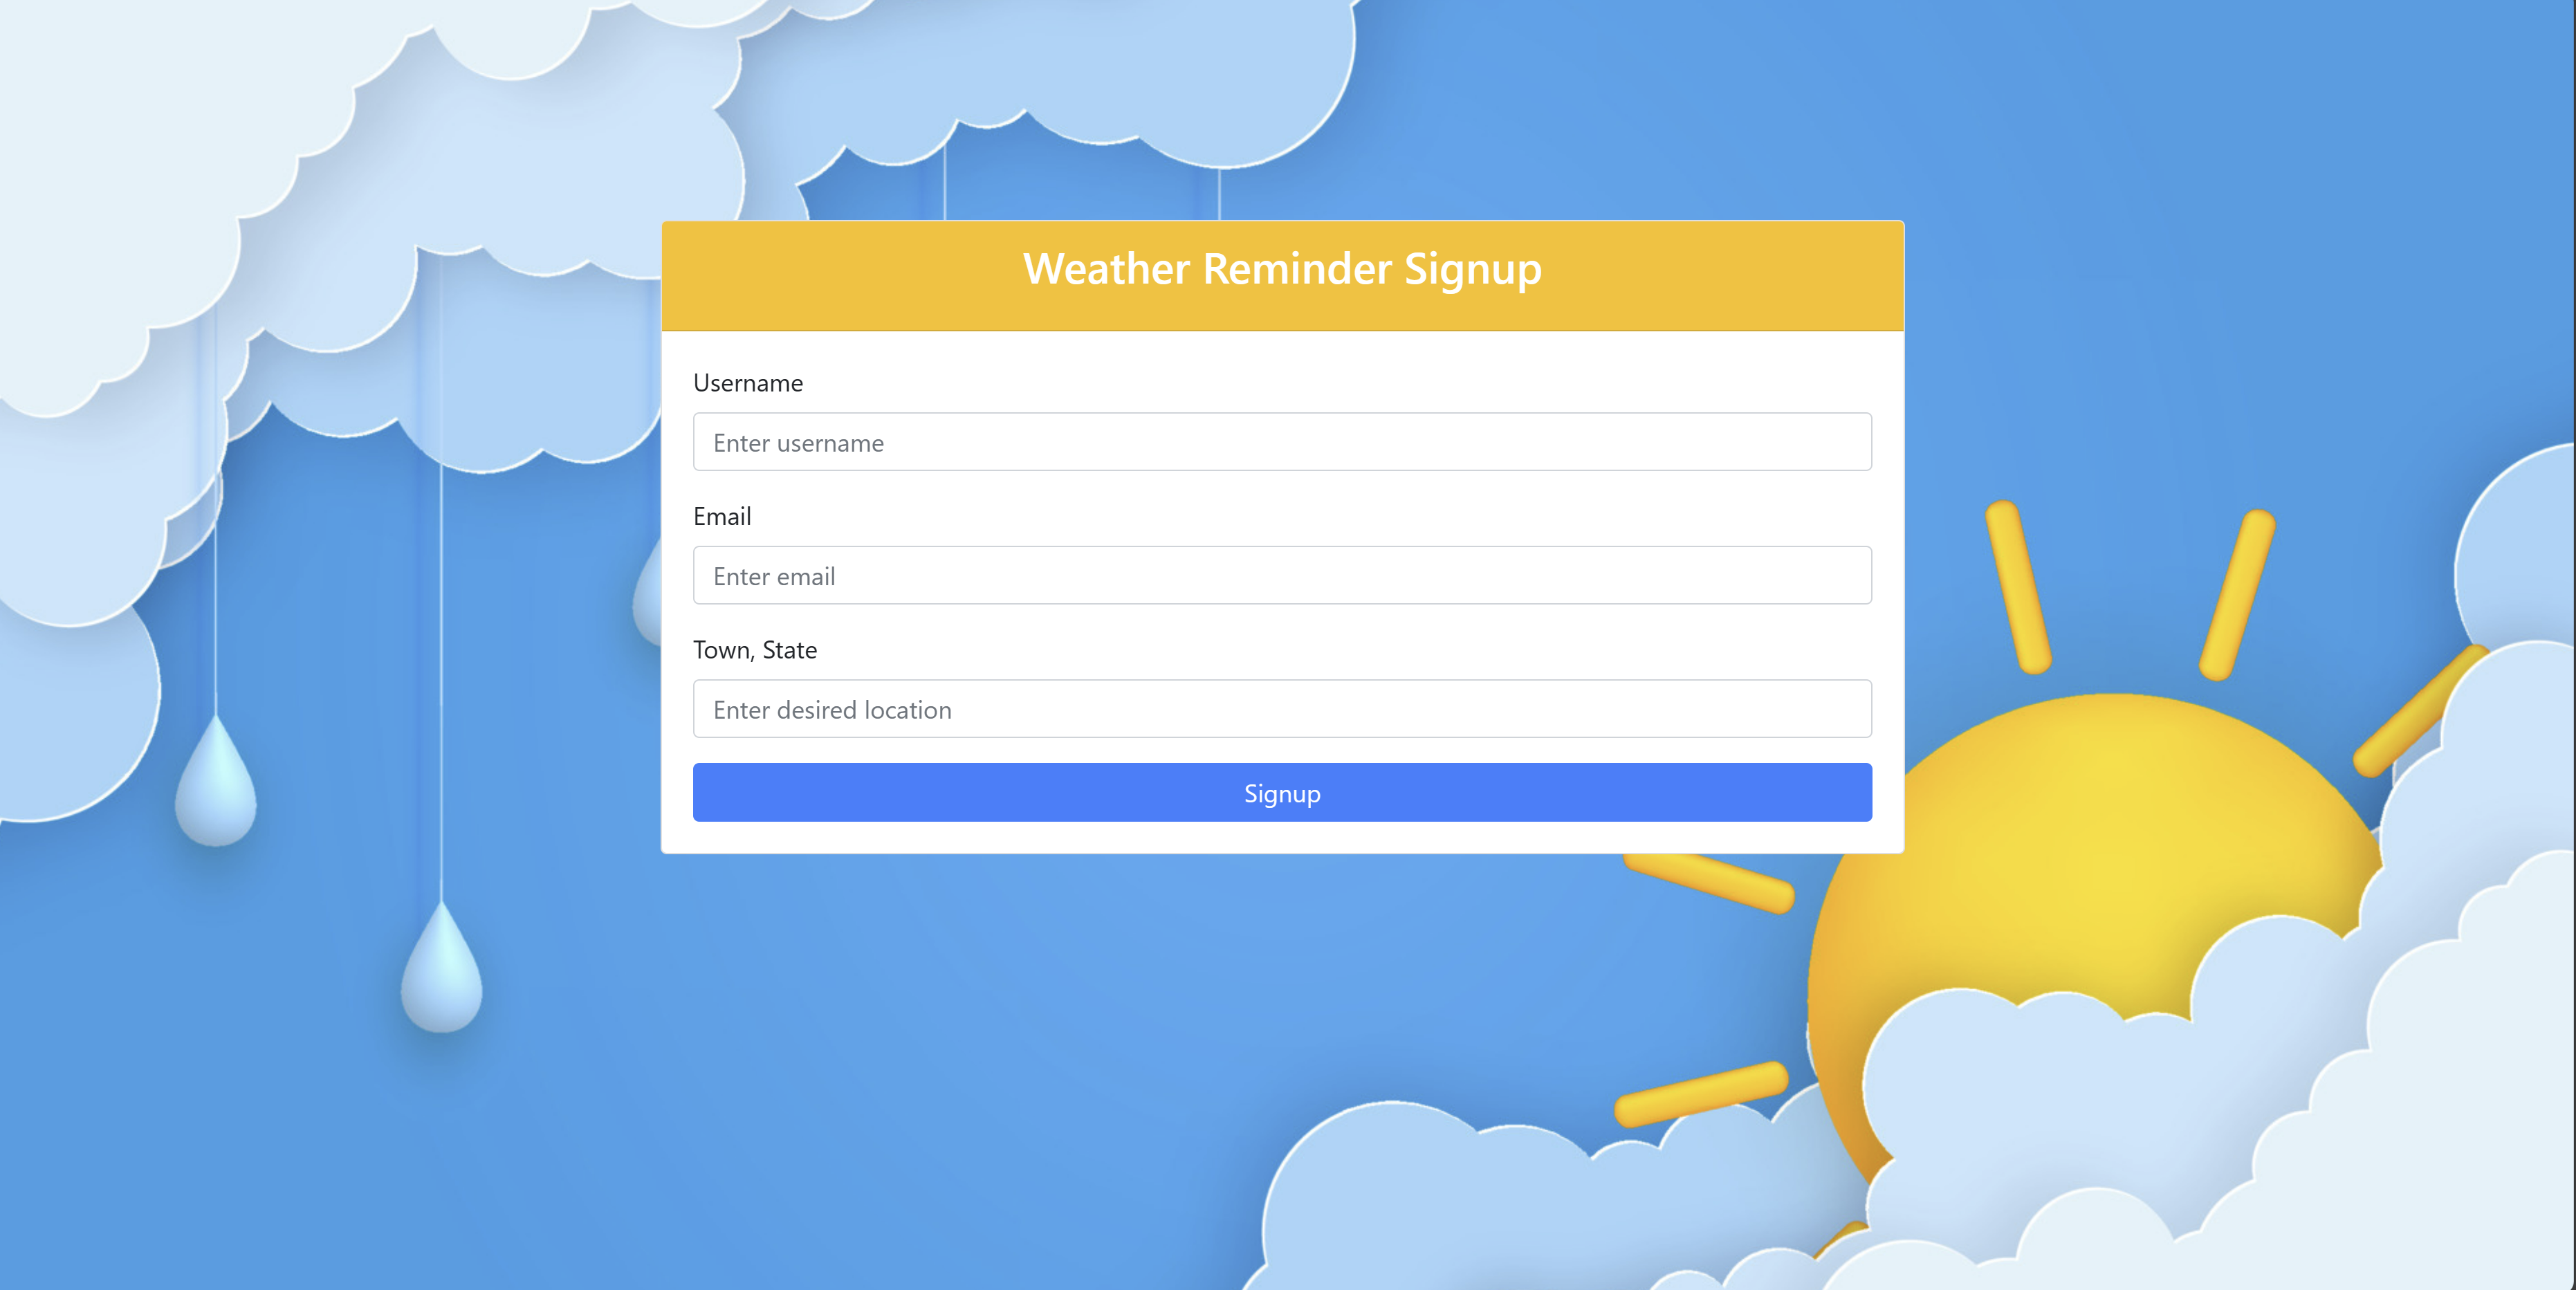 Weather Reminder Signup
Username
Enter username
Email
Enter email
Town, State
Enter desired location
Signup